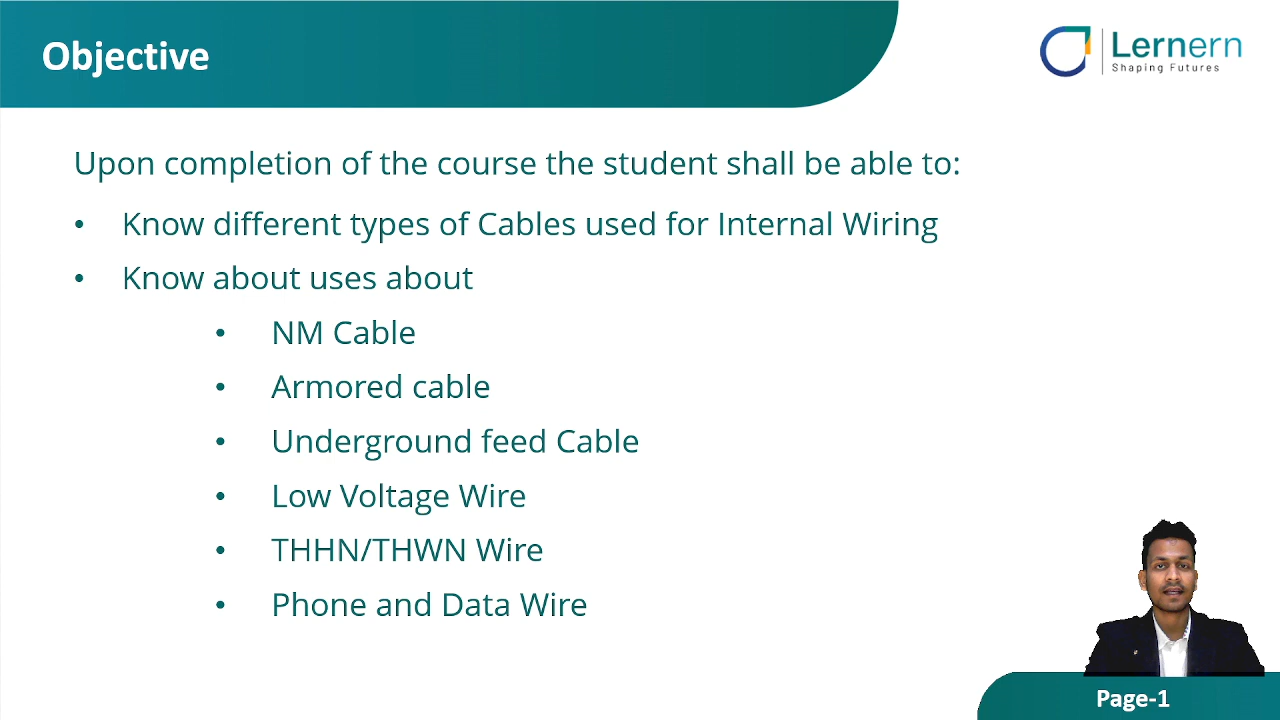 Objective
Lernern
Shaping Futures
Upon completion of the course the student shall be able to:
• Know different types of Cables used for Internal Wiring
• Know about uses about
• NM Cable
• Armored cable
• Underground feed Cable
• Low Voltage Wire
• THHN/THWN Wire
• Phone and Data Wire
Page-1